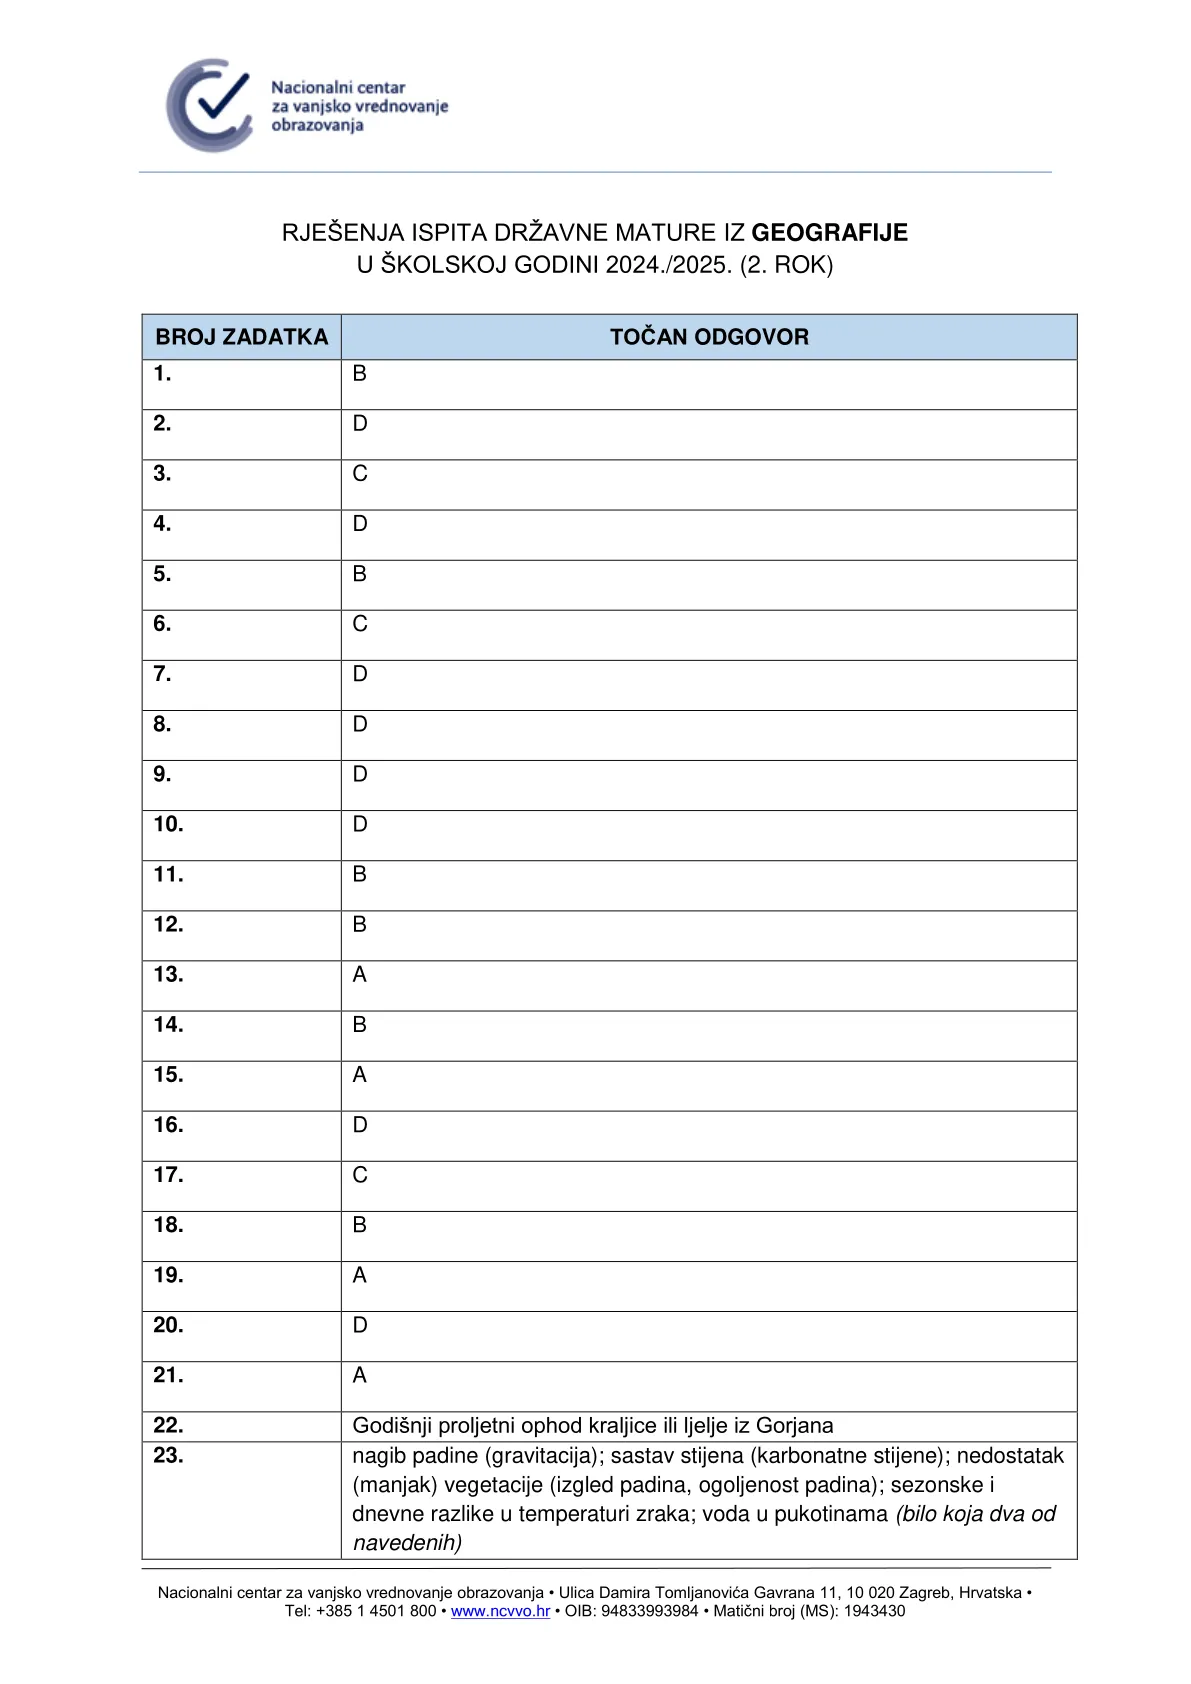 Nacionalni centar
za vanjsko vrednovanje
obrazovanja
RJEŠENJA ISPITA DRŽAVNE MATURE IZ GEOGRAFIJE
U ŠKOLSKOJ GODINI 2024./2025. (2. ROK)
BROJ ZADATKA TOČAN ODGOVOR
1. B
2. D
3. C
4. D
5. B
6. C
7. D
8. D
9. D
10. D
11. B
12. B
13. A
14. B
15. A
16. D
17. C
18. B
19. A
20. D
21. A
22. Godišnji proljetni ophod kraljice ili ljelje iz Gorjana
23. nagib padine (gravitacija); sastav stijena (karbonatne stijene); nedostatak
(manjak) vegetacije (izgled padina, ogoljenost padina); sezonske i
dnevne razlike u temperaturi zraka; voda u pukotinama (bilo koja dva od
navedenih)
Nacionalni centar za vanjsko vrednovanje obrazovanja • Ulica Damira Tomljanovića Gavrana 11, 10 020 Zagreb, Hrvatska •
Tel: +385 1 4501 800 • www.ncvvo.hr • OIB: 94833993984 • Matični broj (MS): 1943430